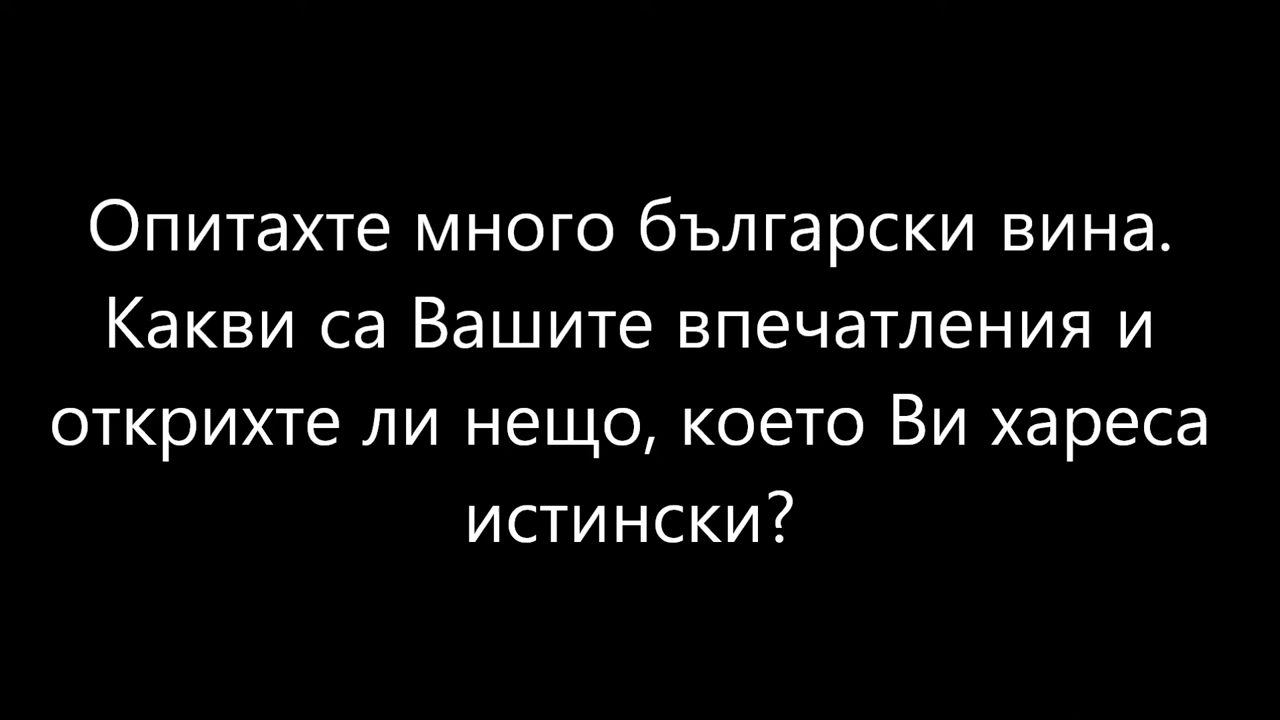 Опитахте много български вина.
Какви са Вашите впечатления и
открихте ли нещо, което Ви хареса
истински?